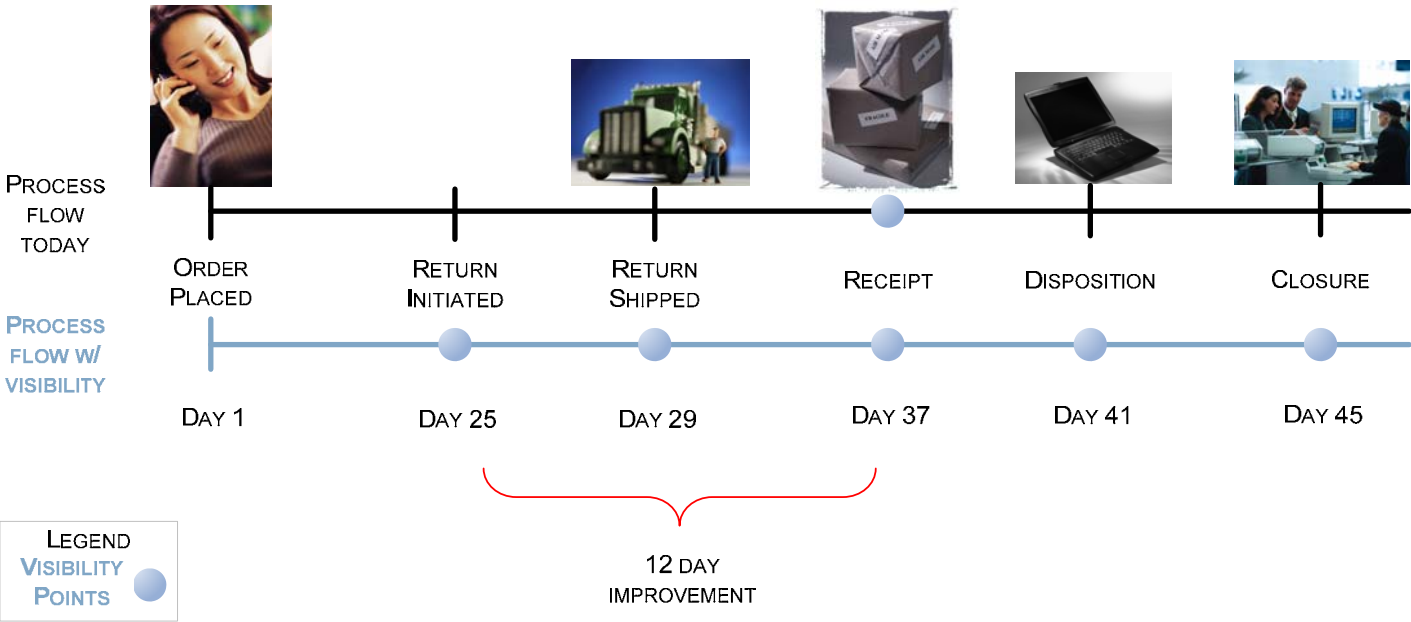 PROCESS
FLOW
TODAY
ORDER
PLACED
RETURN
INITIATED
RETURN
SHIPPED
RECEIPT
DISPOSITION
CLOSURE
PROCESS
FLOW W/
VISIBILITY
DAY 1
DAY 25
DAY 29
DAY 37
DAY 41
DAY 45
12 DAY
IMPROVEMENT
LEGEND
VISIBILITY
POINTS
FRAGILE